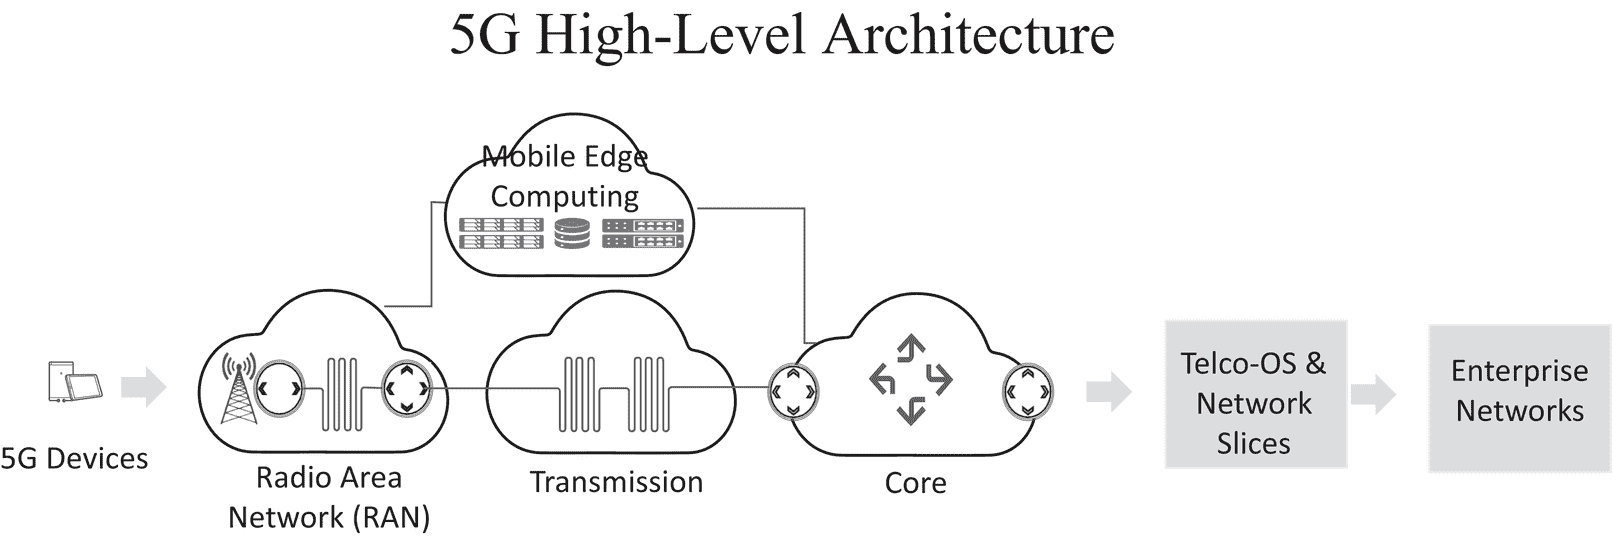 5G High-Level Architecture
Mobile Edge
Computing
5G Devices
Radio Area
Network (RAN)
Transmission
Core
Telco-OS &
Network
Slices
Enterprise
Networks